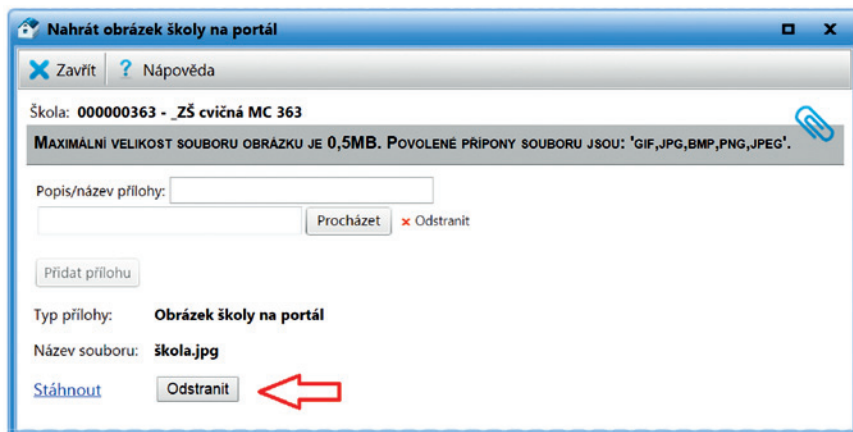 Nahrát obrázek školy na portál
Zavřít ? Nápověda
Škola: 000000363 - _ZŠ cvičná MC 363
MAXIMÁLNÍ VELIKOST SOUBORU OBRÁZKU JE 0,5MB. POVOLENÉ PŘÍPONY SOUBORU JSOU: 'GIF,JPG,BMP,PNG,JPEG'.
Popis/název přílohy:
Procházet × Odstranit
Přidat přílohu
Typ přílohy: Obrázek školy na portál
Název souboru: škola.jpg
Stáhnout Odstranit